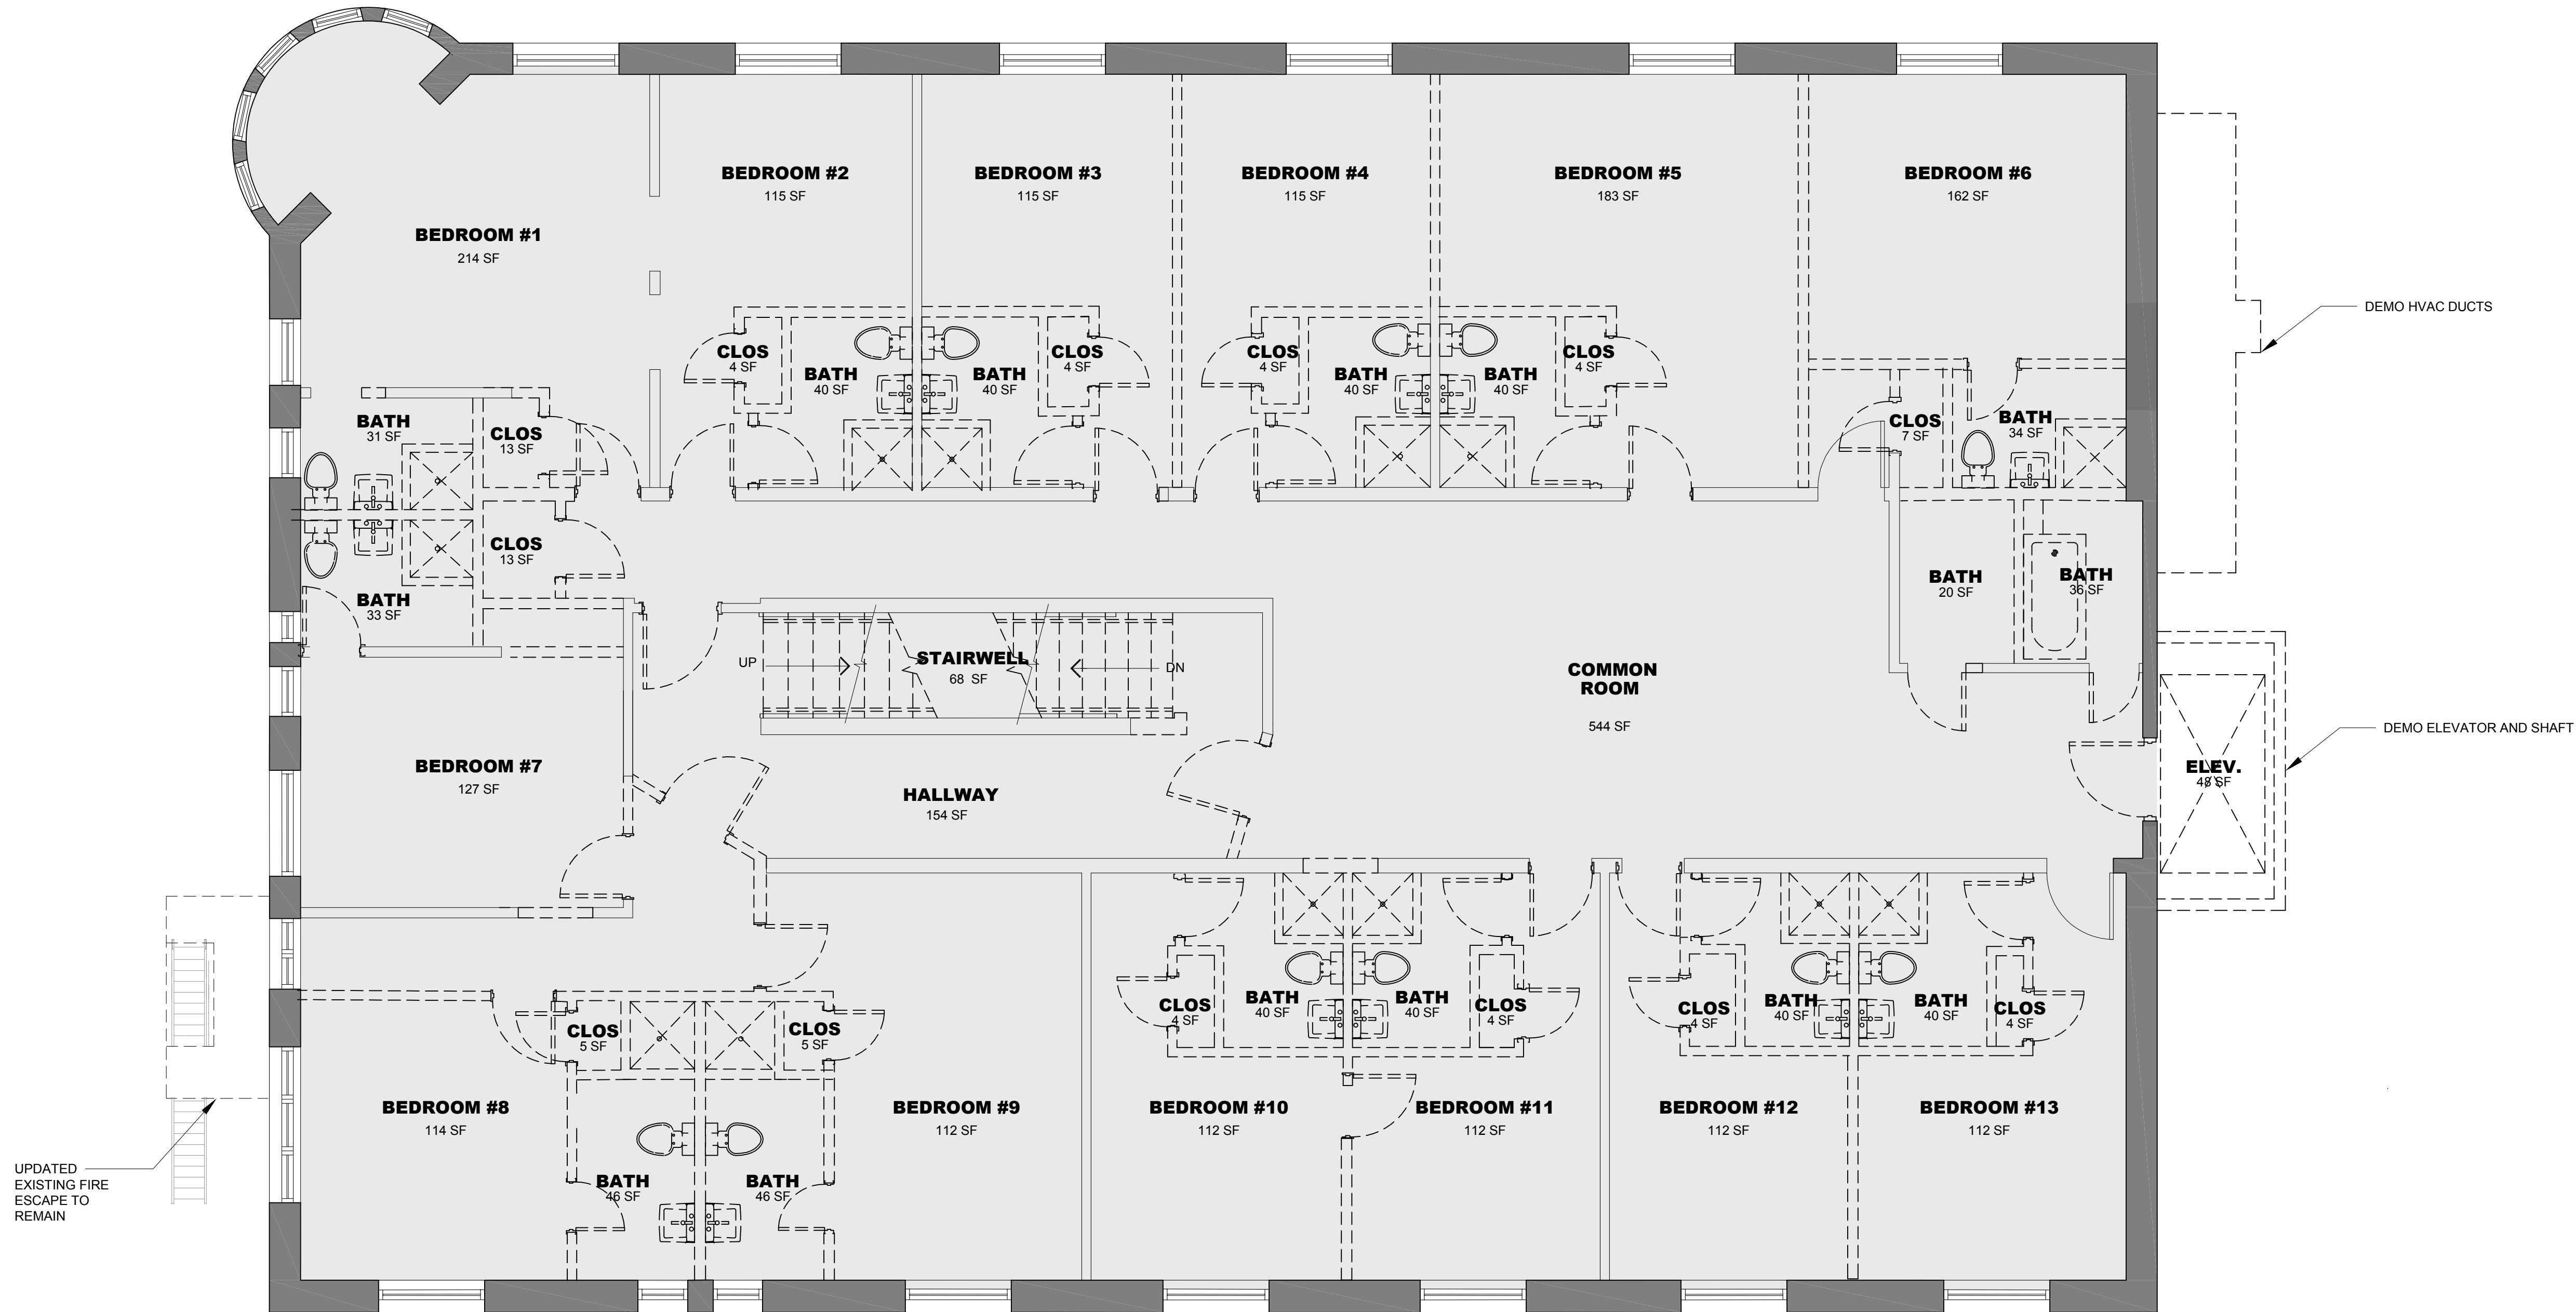 BEDROOM #1
214 SF
BEDROOM #2
115 SF
BEDROOM #3
115 SF
BEDROOM #4
115 SF
BEDROOM #5
183 SF
BEDROOM #6
162 SF
DEMO HVAC DUCTS
CLOS
4 SF
BATH
40 SF
BATH
40 SF
CLOS
4 SF
CLOS
4 SF
BATH
40 SF
BATH
40 SF
CLOS
4 SF
BATH
31 SF
CLOS
13 SF
CLOS
7 SF
BATH
34 SF
CLOS
13 SF
BATH
33 SF
BATH
20 SF
BATH
36 SF
UP
STAIRWELL
68 SF
DN
COMMON
ROOM
544 SF
DEMO ELEVATOR AND SHAFT
ELEV.
48 SF
BEDROOM #7
127 SF
HALLWAY
154 SF
CLOS
5 SF
CLOS
5 SF
CLOS
4 SF
BATH
40 SF
BATH
40 SF
CLOS
4 SF
CLOS
4 SF
BATH
40 SF
BATH
40 SF
CLOS
4 SF
BEDROOM #8
114 SF
BEDROOM #9
112 SF
BEDROOM #10
112 SF
BEDROOM #11
112 SF
BEDROOM #12
112 SF
BEDROOM #13
112 SF
BATH
46 SF
BATH
46 SF
UPDATED
EXISTING FIRE
ESCAPE TO
REMAIN